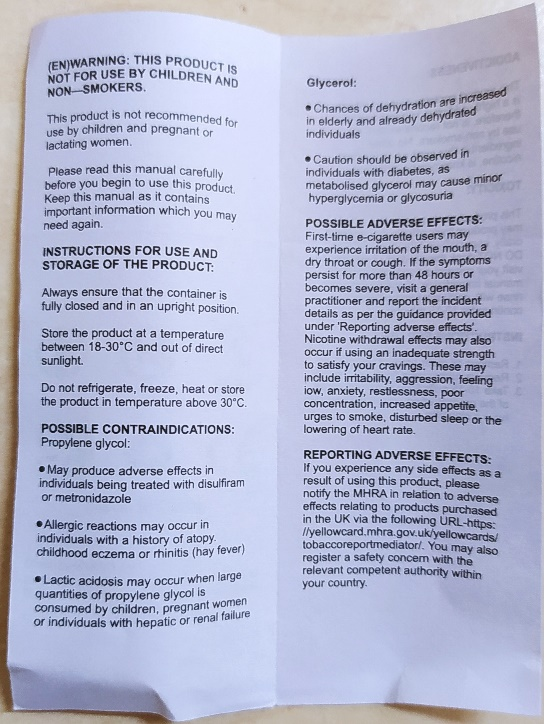 (EN)WARNING: THIS PRODUCT IS
NOT FOR USE BY CHILDREN AND
NON—SMOKERS.
This product is not recommended for
use by children and pregnant or
lactating women.
Please read this manual carefully
before you begin to use this product.
Keep this manual as it contains
important information which you may
need again.
INSTRUCTIONS FOR USE AND
STORAGE OF THE PRODUCT:
Always ensure that the container is
fully closed and in an upright position.
Store the product at a temperature
between 18-30°C and out of direct
sunlight.
Do not refrigerate, freeze, heat or store
the product in temperature above 30°C.
POSSIBLE CONTRAINDICATIONS:
Propylene glycol:
●May produce adverse effects in
individuals being treated with disulfiram
or metronidazole
●Allergic reactions may occur in
individuals with a history of atopy.
childhood eczema or rhinitis (hay fever)
● Lactic acidosis may occur when large
quantities of propylene glycol is
consumed by children, pregnant women
or individuals with hepatic or renal failure
Glycerol:
● Chances of dehydration are increased
in elderly and already dehydrated
individuals
● Caution should be observed in
individuals with diabetes, as
metabolised glycerol may cause minor
hyperglycemia or glycosuria
POSSIBLE ADVERSE EFFECTS:
First-time e-cigarette users may
experience irritation of the mouth, a
dry throat or cough. If the symptoms
persist for more than 48 hours or
becomes severe, visit a general
practitioner and report the incident
details as per the guidance provided
under 'Reporting adverse effects'.
Nicotine withdrawal effects may also
occur if using an inadequate strength
to satisfy your cravings. These may
include irritability, aggression, feeling
low, anxiety, restlessness, poor
concentration, increased appetite,
urges to smoke, disturbed sleep or the
lowering of heart rate.
REPORTING ADVERSE EFFECTS:
If you experience any side effects as a
result of using this product, please
notify the MHRA in relation to adverse
effects relating to products purchased
in the UK via the following URL-https:
//yellowcard.mhra.gov.uk/yellowcards/
tobaccoreportmediator/. You may also
register a safety concern with the
relevant competent authority within
your country.